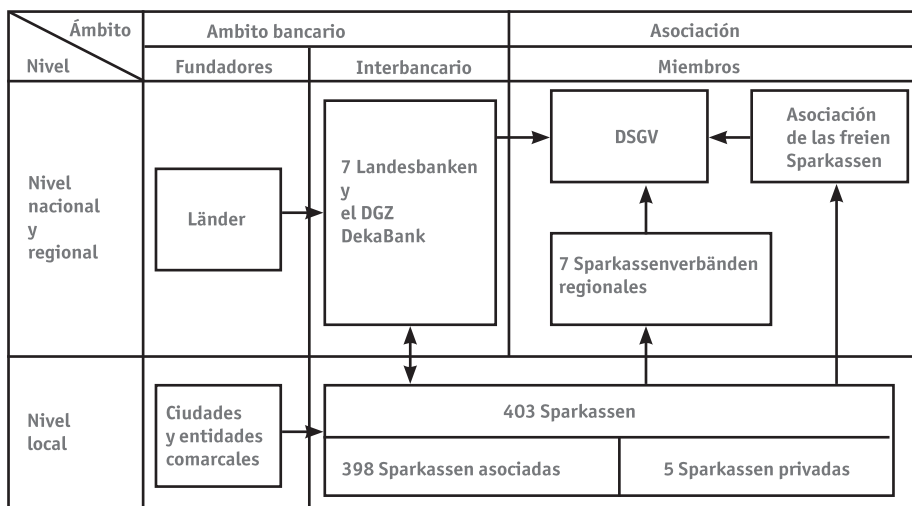 Ámbito
Nivel
Ambito bancario
Asociación
Fundadores
Interbancario
Miembros
Nivel
nacional
y
regional
Länder
7 Landesbanken
y
el DGZ
DekaBank
DSGV
Asociación
de las freien
Sparkassen
7 Sparkassenverbänden
regionales
Nivel
local
Ciudades
y entidades
comarcales
403 Sparkassen
398 Sparkassen asociadas
5 Sparkassen privadas